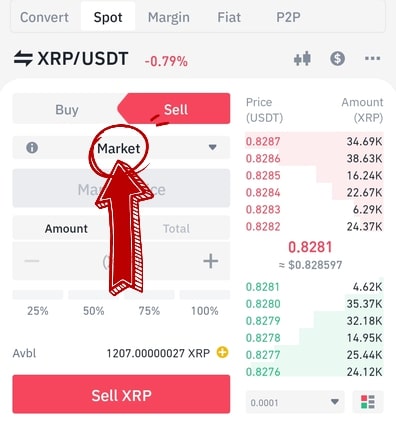 Convert Spot Margin Fiat P2P
XRP/USDT -0.79%
Buy Sell
Market
Amount Total
25% 50% 75% 100%
Avbl 1207.00000027 XRP
Sell XRP
Price (USDT) Amount (XRP)
0.8287 34.69K
0.8286 38.63K
0.8285 16.24K
0.8284 22.67K
0.8283 6.29K
0.8282 24.37K
0.8281
≈ $0.828597
0.8281 4.62K
0.8280 35.37K
0.8279 32.18K
0.8278 14.95K
0.8277 25.44K
0.8276 24.12K
0.0001